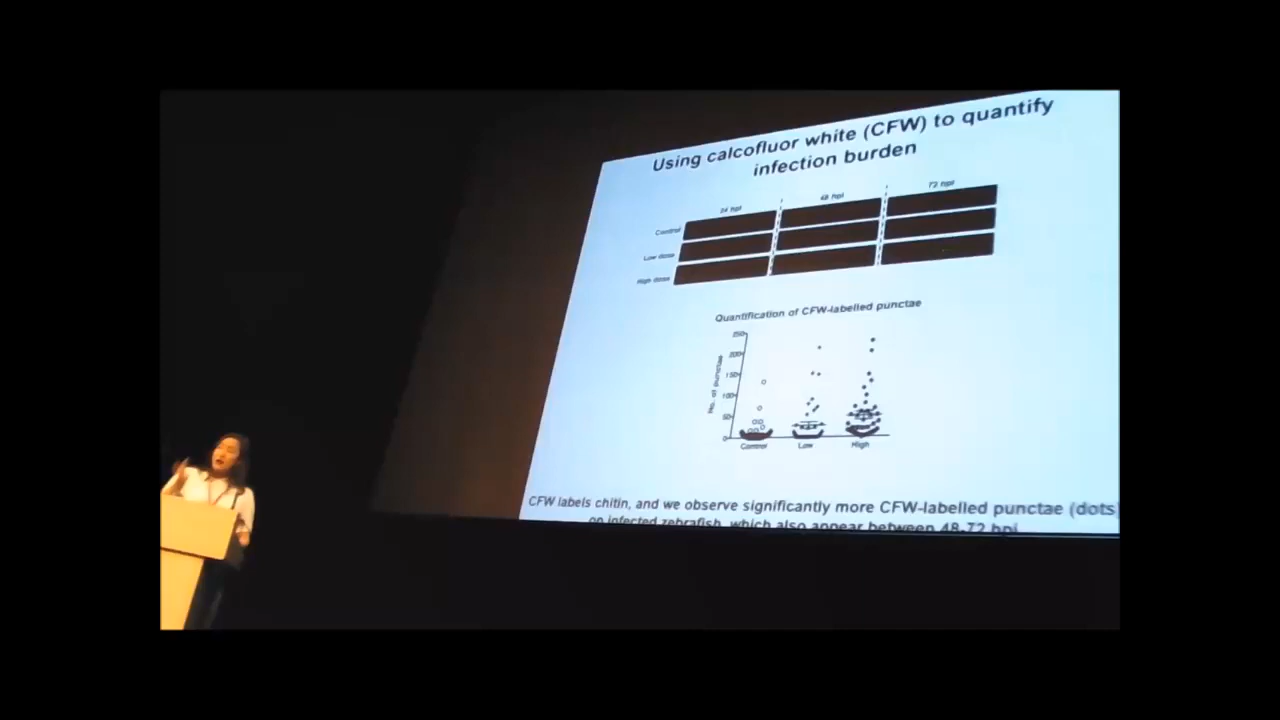 Using calcofluor white (CFW) to quantify
infection burden
24 hpi 48 hpi 72 hpi
Control
Low dose
High dose
Quantification of CFW-labelled punctae
No. of punctae
250
200
150
100
50
0
Control Low High
CFW labels chitin, and we observe significantly more CFW-labelled punctae (dots)
on infected zebrafish, which also appear between 48-72 hpi